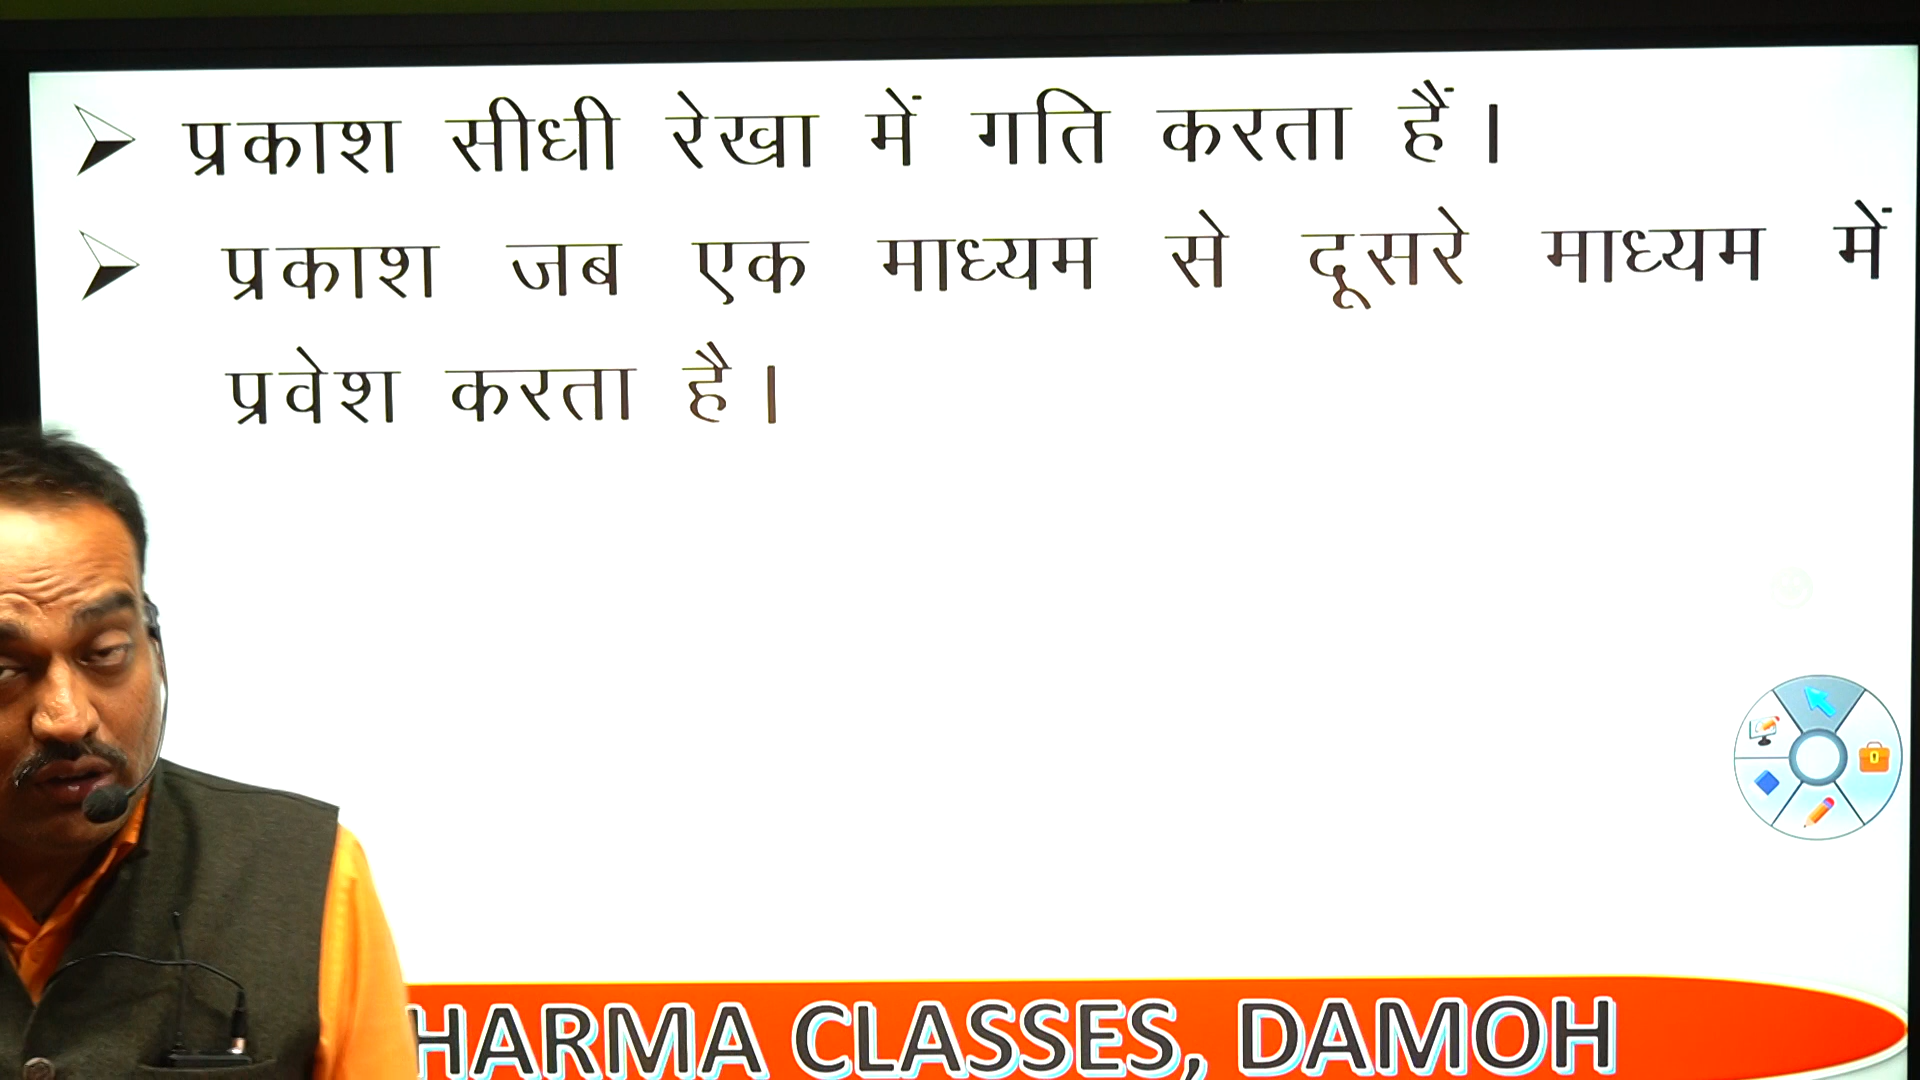 प्रकाश सीधी रेखा में गति करता हैं।
प्रकाश जब एक माध्यम से दूसरे माध्यम में
प्रवेश करता है।
HARMA CLASSES, DAMOH